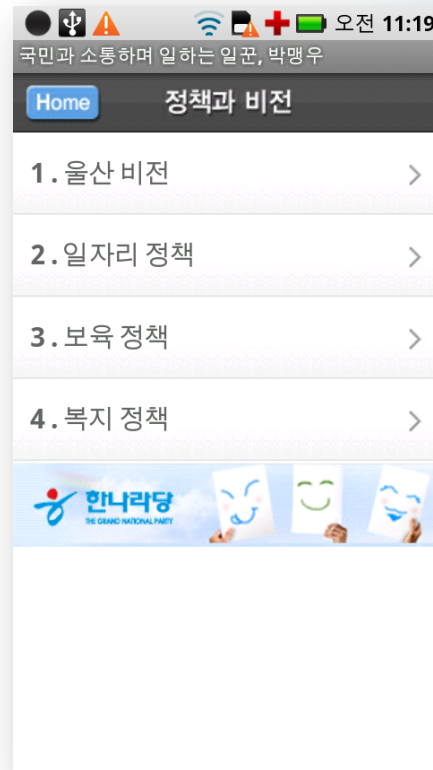 오전 11:19
국민과 소통하며 일하는 일꾼, 박맹우
Home 정책과 비전
1. 울산 비전
2. 일자리 정책
3. 보육 정책
4. 복지 정책
한나라당
THE GRAND NATIONAL PARTY